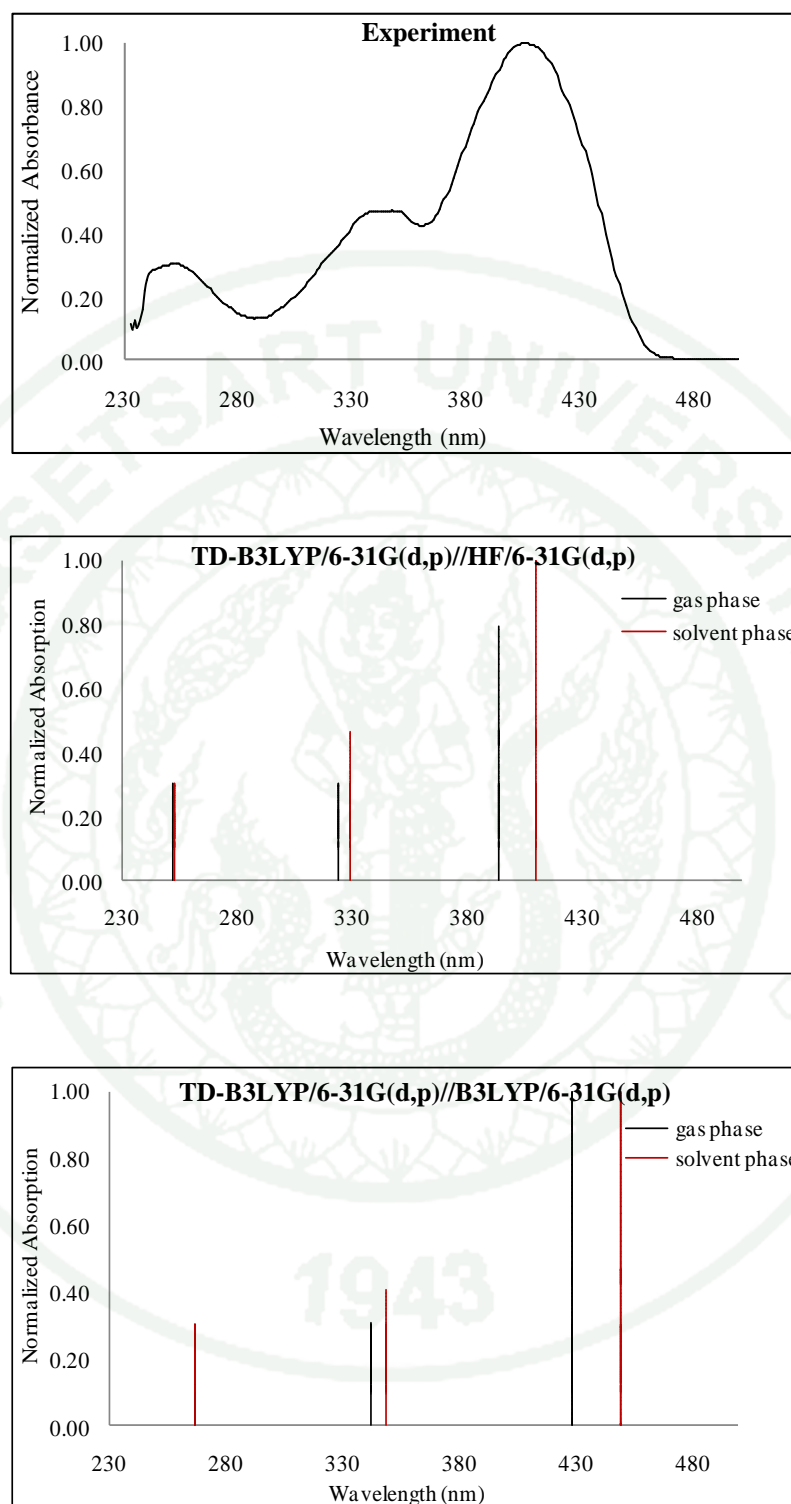 Experiment
Normalized Absorbance
1.00
0.80
0.60
0.40
0.20
0.00
230 280 330 380 430 480
Wavelength (nm)
TD-B3LYP/6-31G(d,p)//HF/6-31G(d,p)
Normalized Absorption
1.00
0.80
0.60
0.40
0.20
0.00
gas phase
solvent phase
230 280 330 380 430 480
Wavelength (nm)
TD-B3LYP/6-31G(d,p)//B3LYP/6-31G(d,p)
Normalized Absorption
1.00
0.80
0.60
0.40
0.20
0.00
gas phase
solvent phase
230 280 330 380 430 480
Wavelength (nm)
KASETSART UNIVERSITY
1943